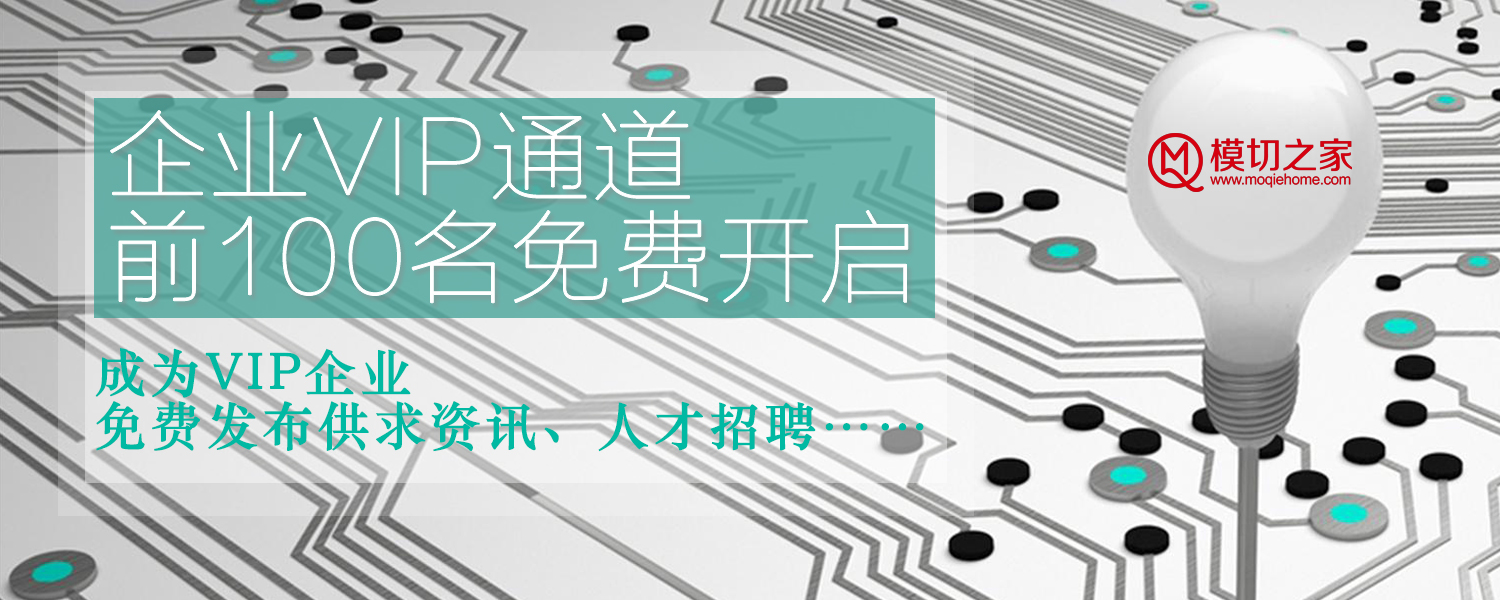 企业VIP通道
前100名免费开启
成为VIP企业
免费发布供求资讯、人才招聘……
模切之家
www.moqiehome.com